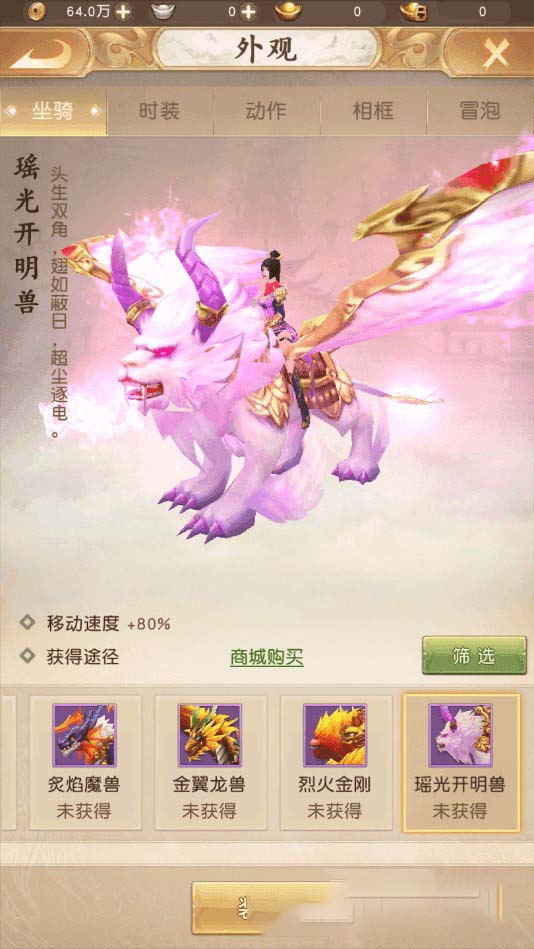 64.0万 0 0 0
外观
坐骑 时装 动作 相框 冒泡
瑶光开明兽
头生双角，翅如蔽日，超尘逐电。
移动速度 +80%
获得途径 商城购买
筛选
炙焰魔兽 金翼龙兽 烈火金刚 瑶光开明兽
未获得 未获得 未获得 未获得